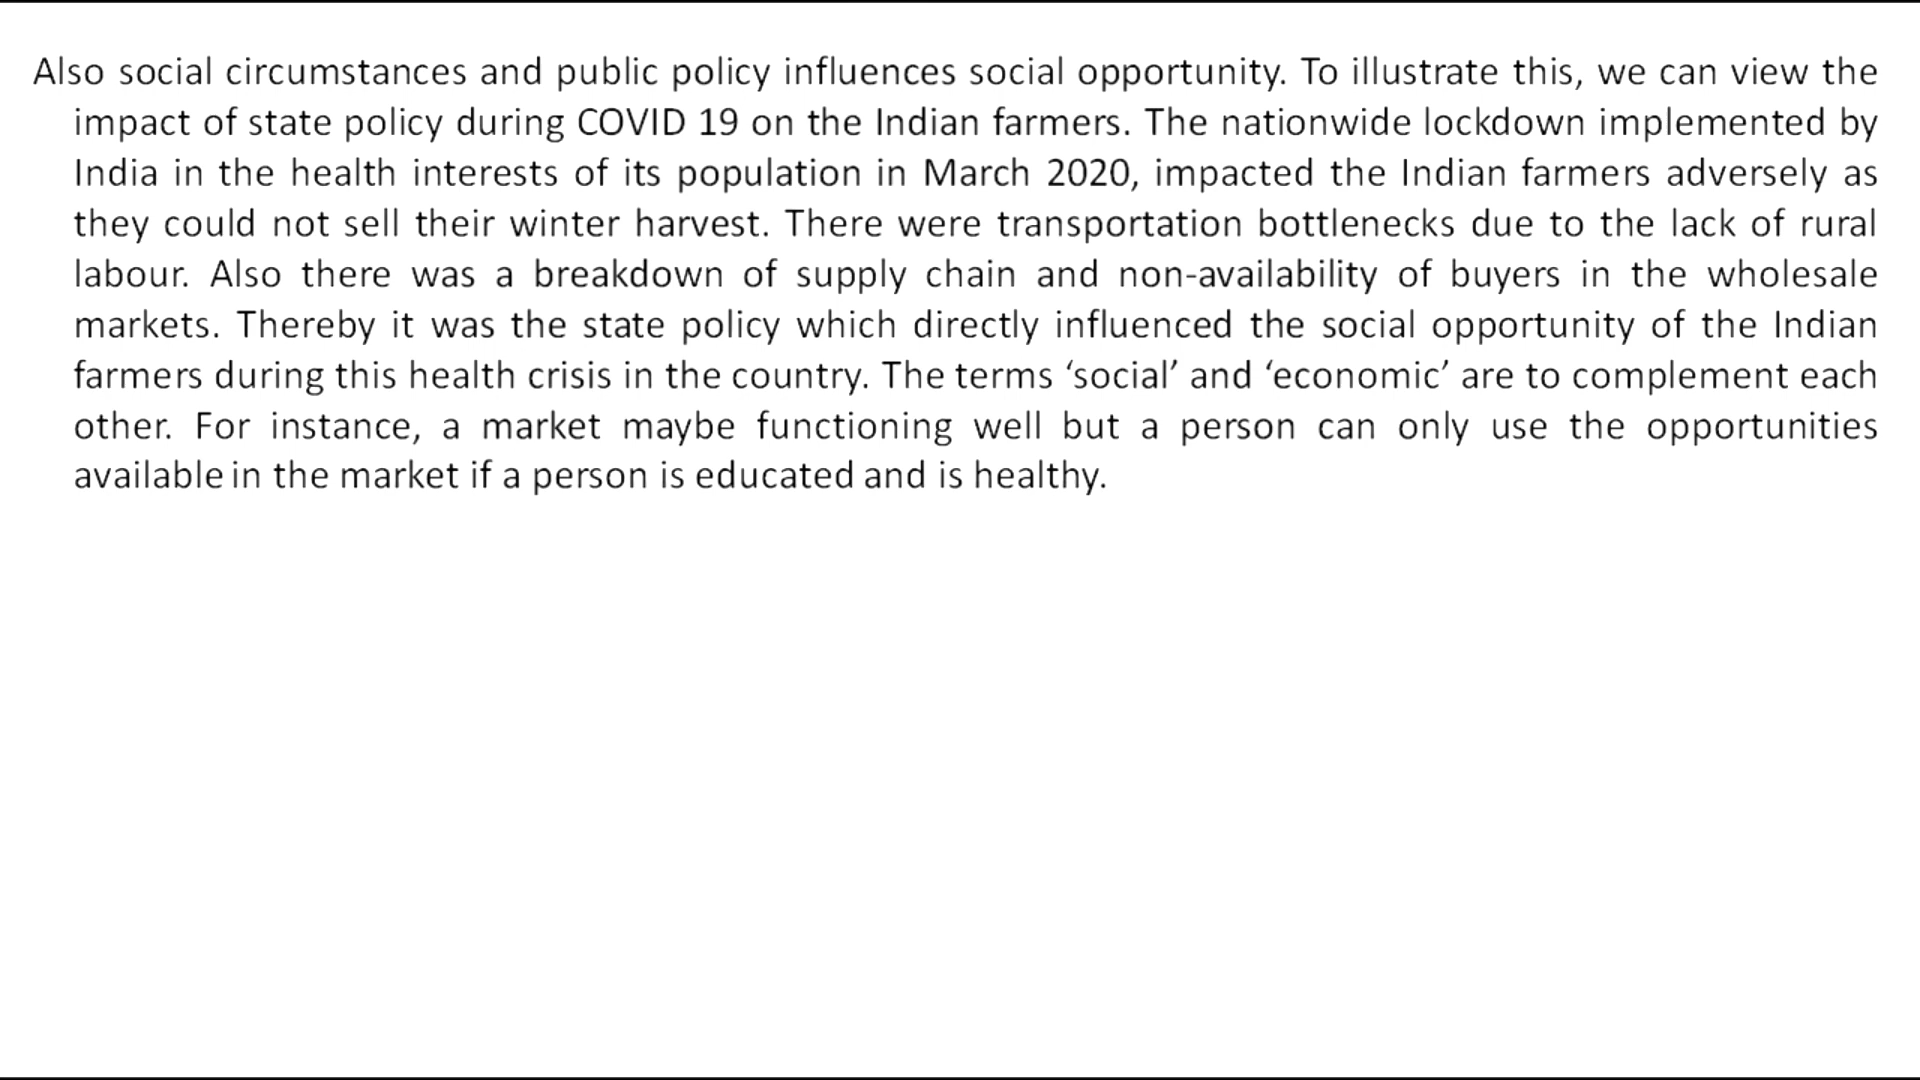 Also social circumstances and public policy influences social opportunity. To illustrate this, we can view the
impact of state policy during COVID 19 on the Indian farmers. The nationwide lockdown implemented by
India in the health interests of its population in March 2020, impacted the Indian farmers adversely as
they could not sell their winter harvest. There were transportation bottlenecks due to the lack of rural
labour. Also there was a breakdown of supply chain and non-availability of buyers in the wholesale
markets. Thereby it was the state policy which directly influenced the social opportunity of the Indian
farmers during this health crisis in the country. The terms ‘social’ and ‘economic’ are to complement each
other. For instance, a market maybe functioning well but a person can only use the opportunities
available in the market if a person is educated and is healthy.